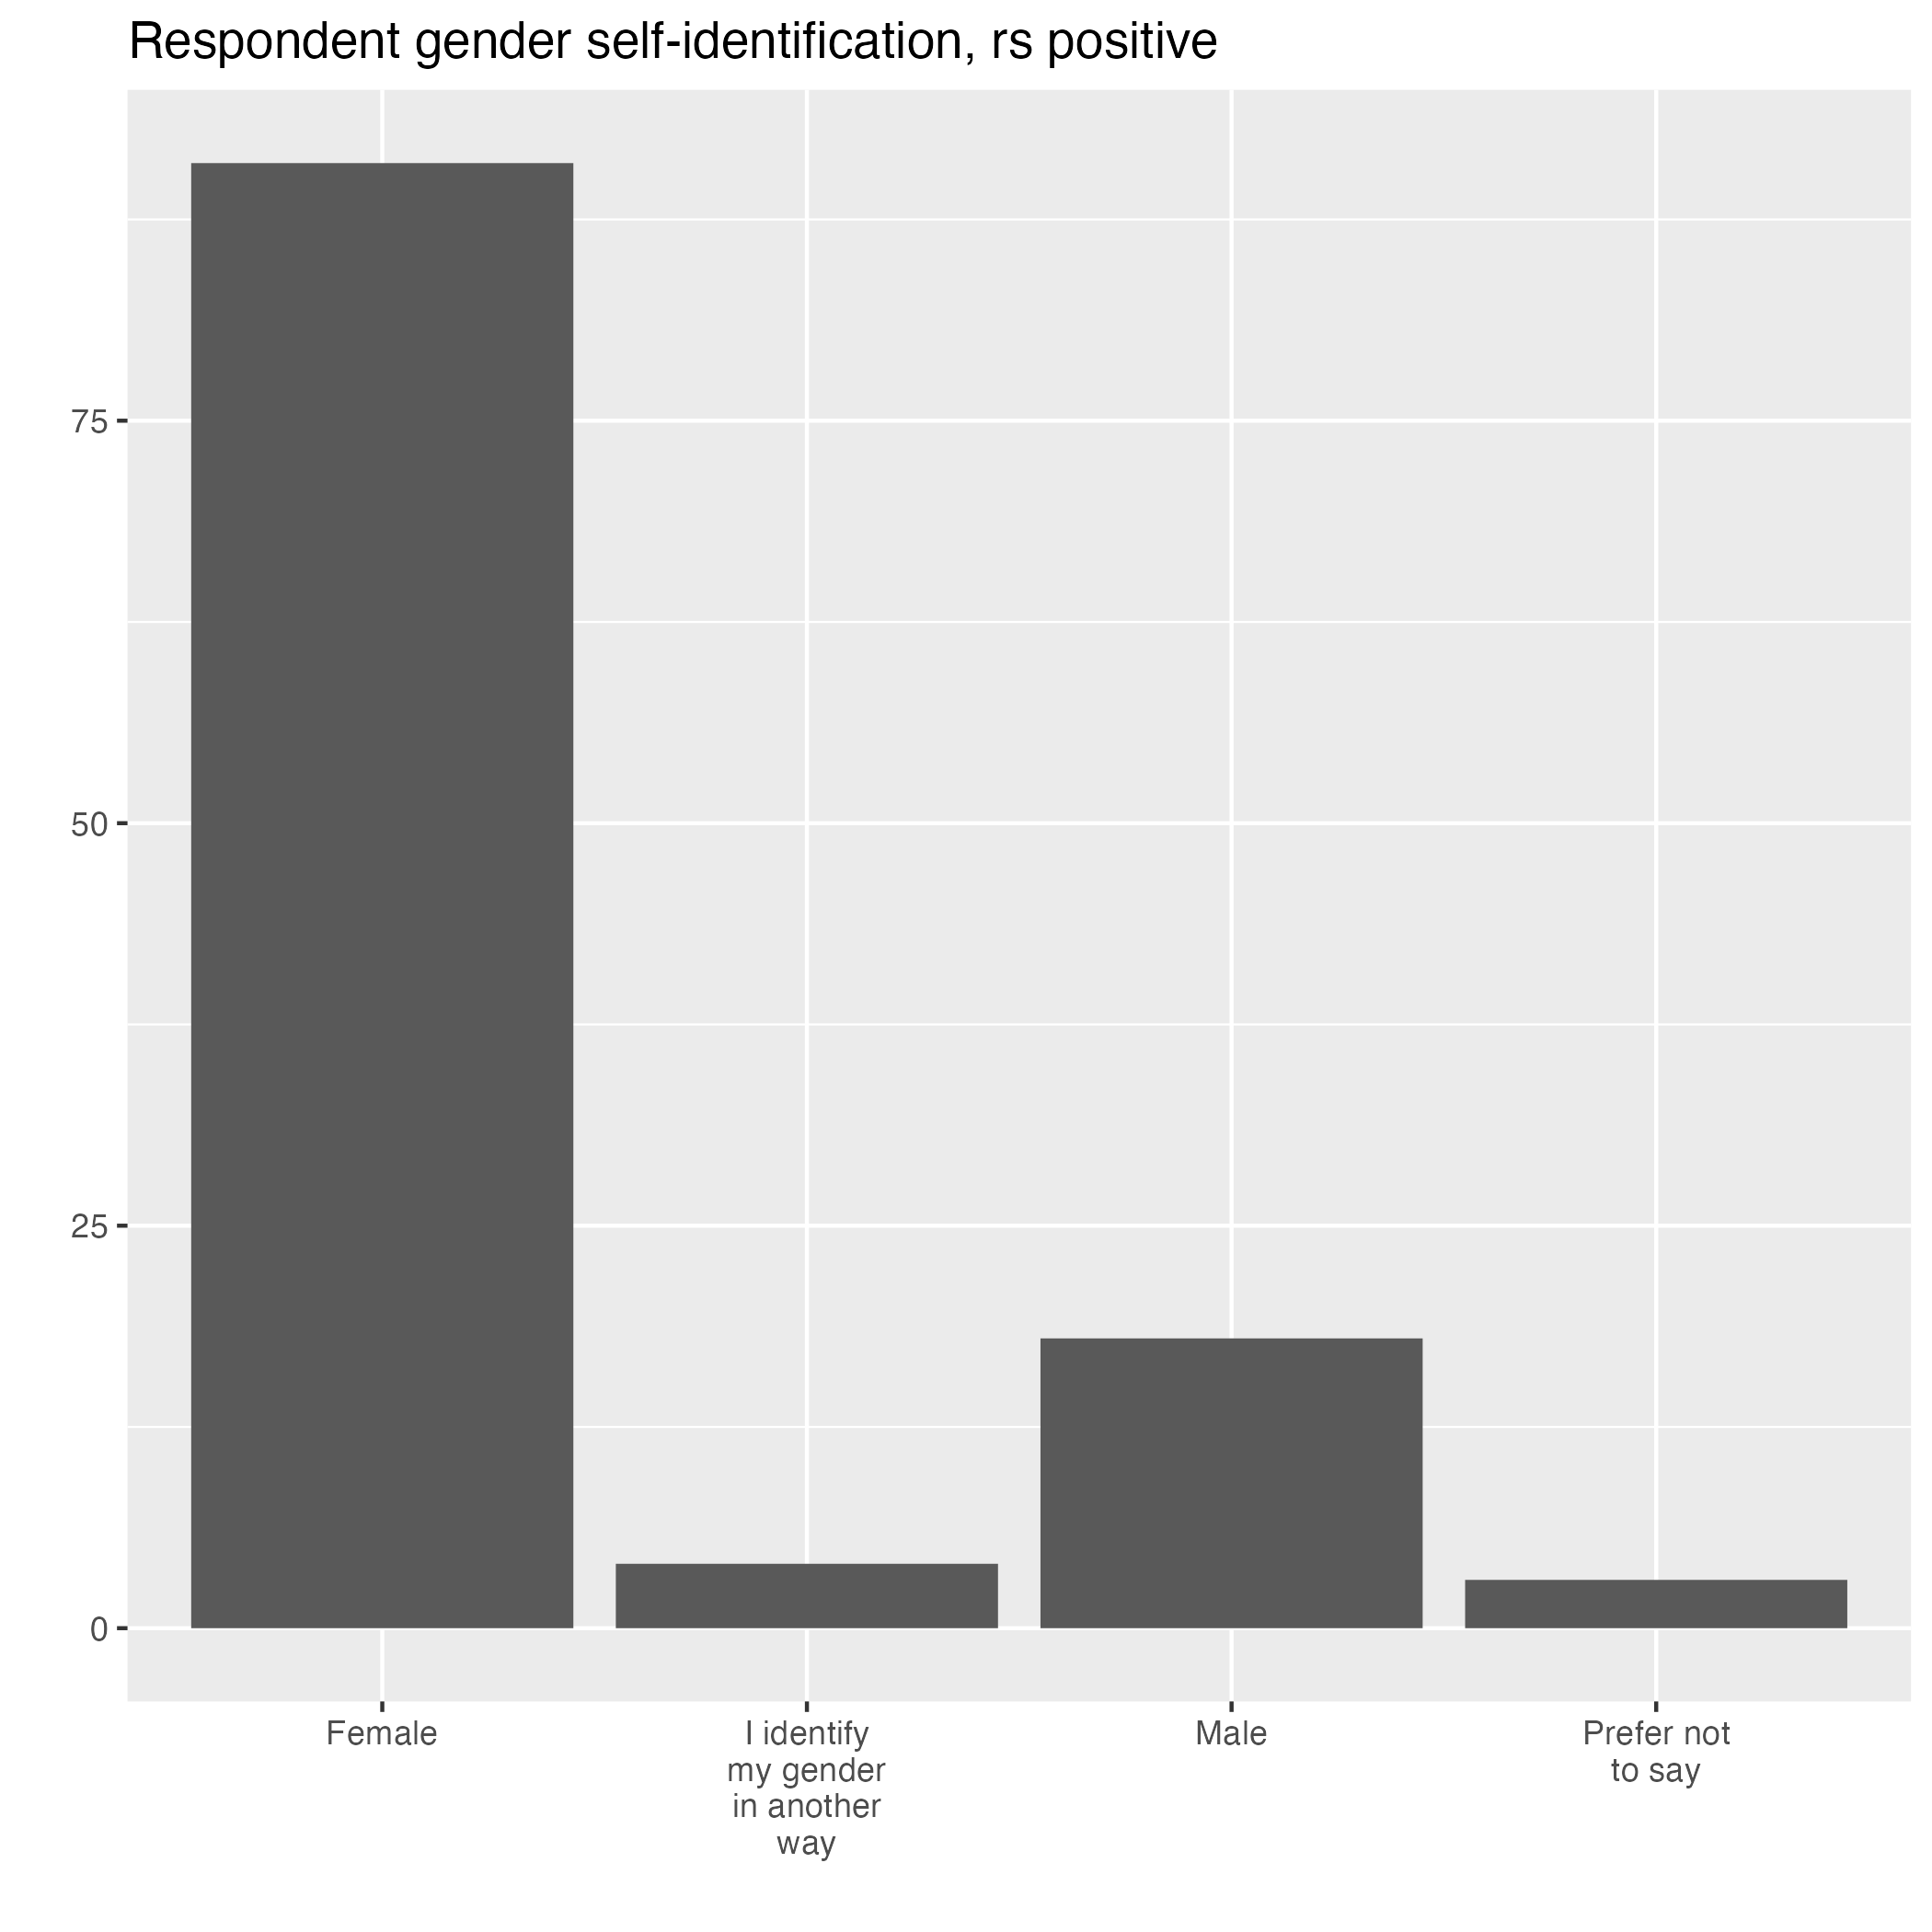 Respondent gender self-identification, rs positive
75
50
25
0
Female
I identify
my gender
in another
way
Male
Prefer not
to say